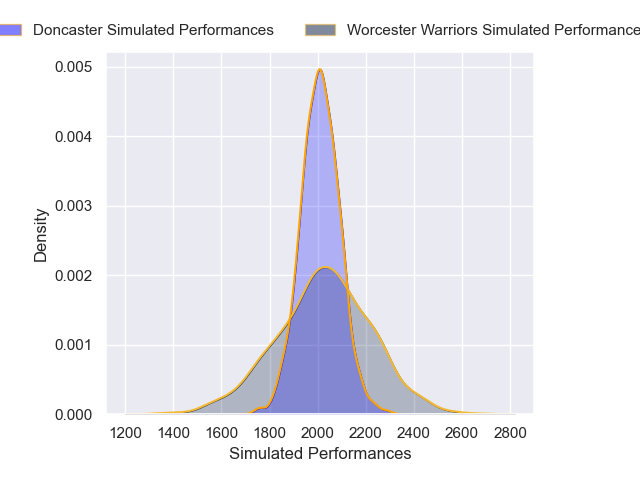 Doncaster Simulated Performances
Worcester Warriors Simulated Performance
0.005
0.004
0.003
0.002
0.001
0.000
Density
1200 1400 1600 1800 2000 2200 2400 2600 2800
Simulated Performances